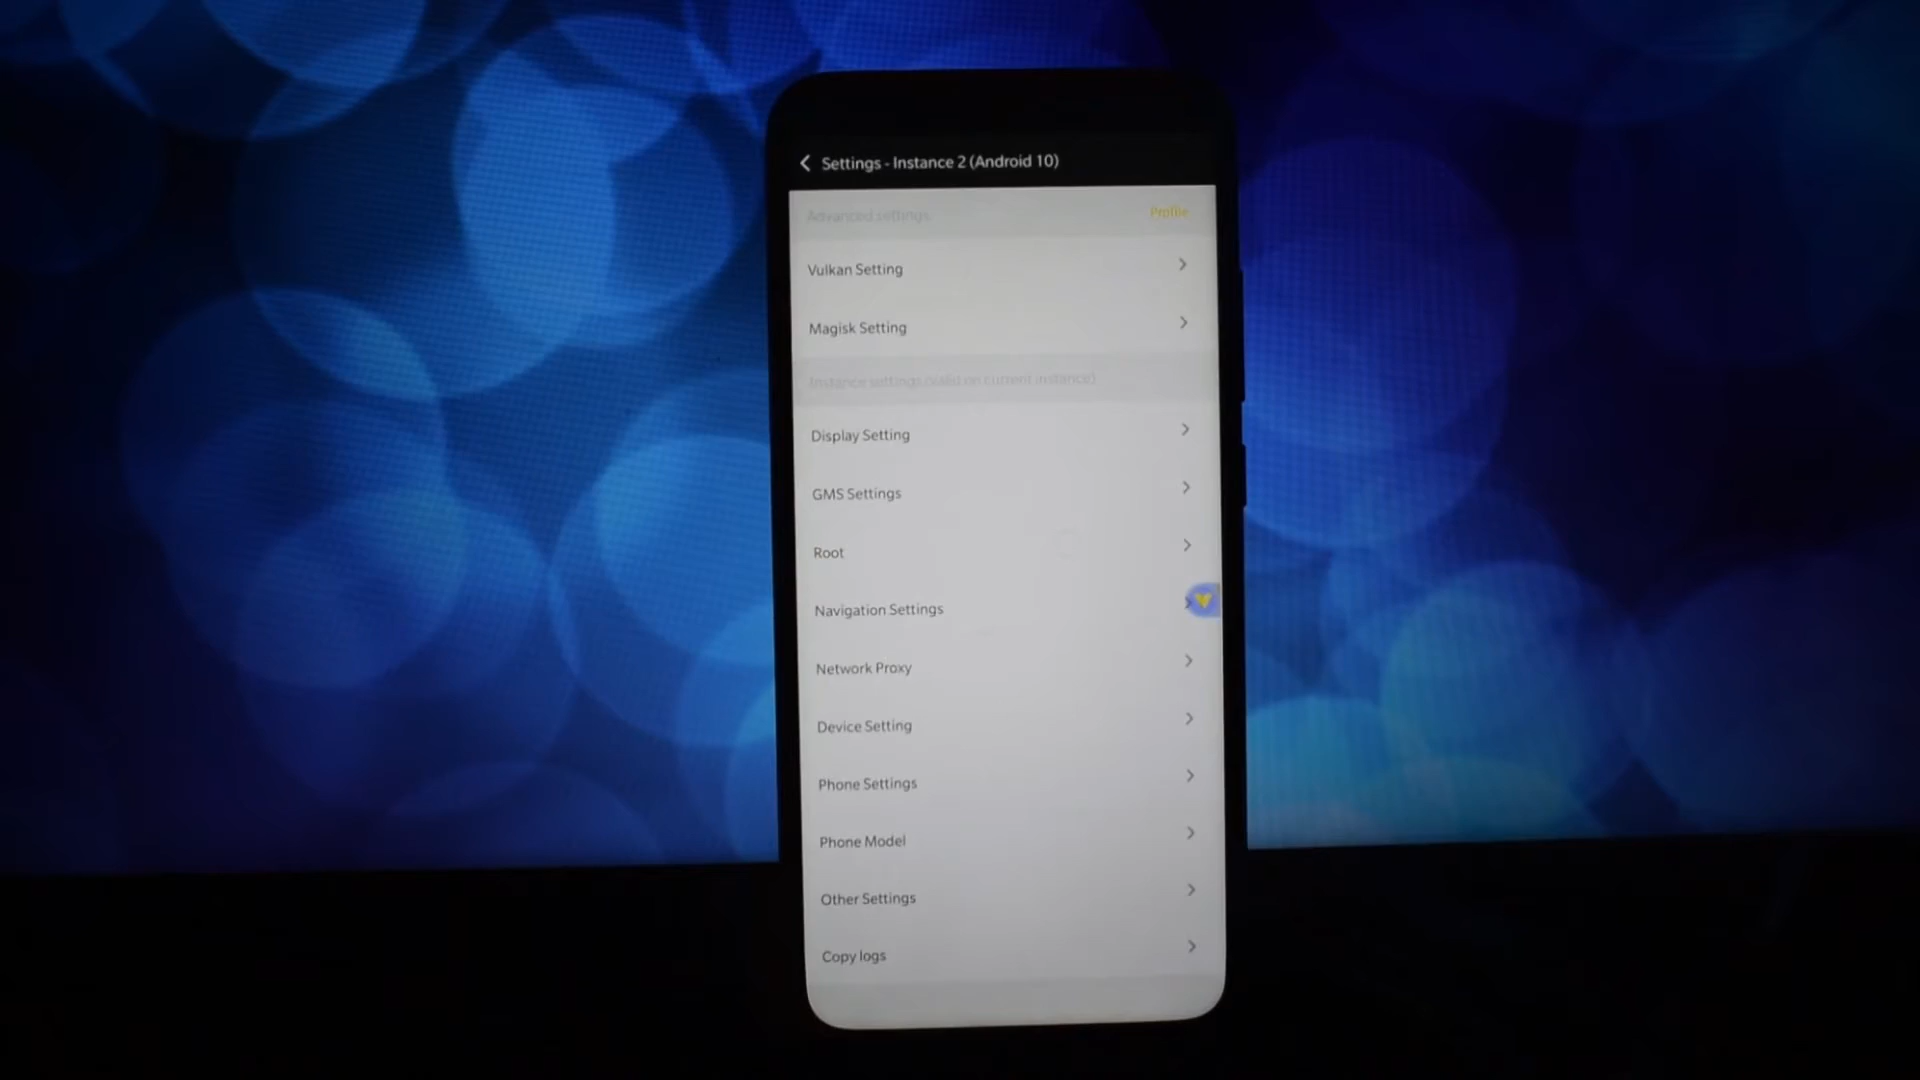 Settings - Instance 2 (Android 10)
Advanced settings
Profile
Vulkan Setting
Magisk Setting
Instance settings (valid on current instance)
Display Setting
GMS Settings
Root
Navigation Settings
Network Proxy
Device Setting
Phone Settings
Phone Model
Other Settings
Copy logs